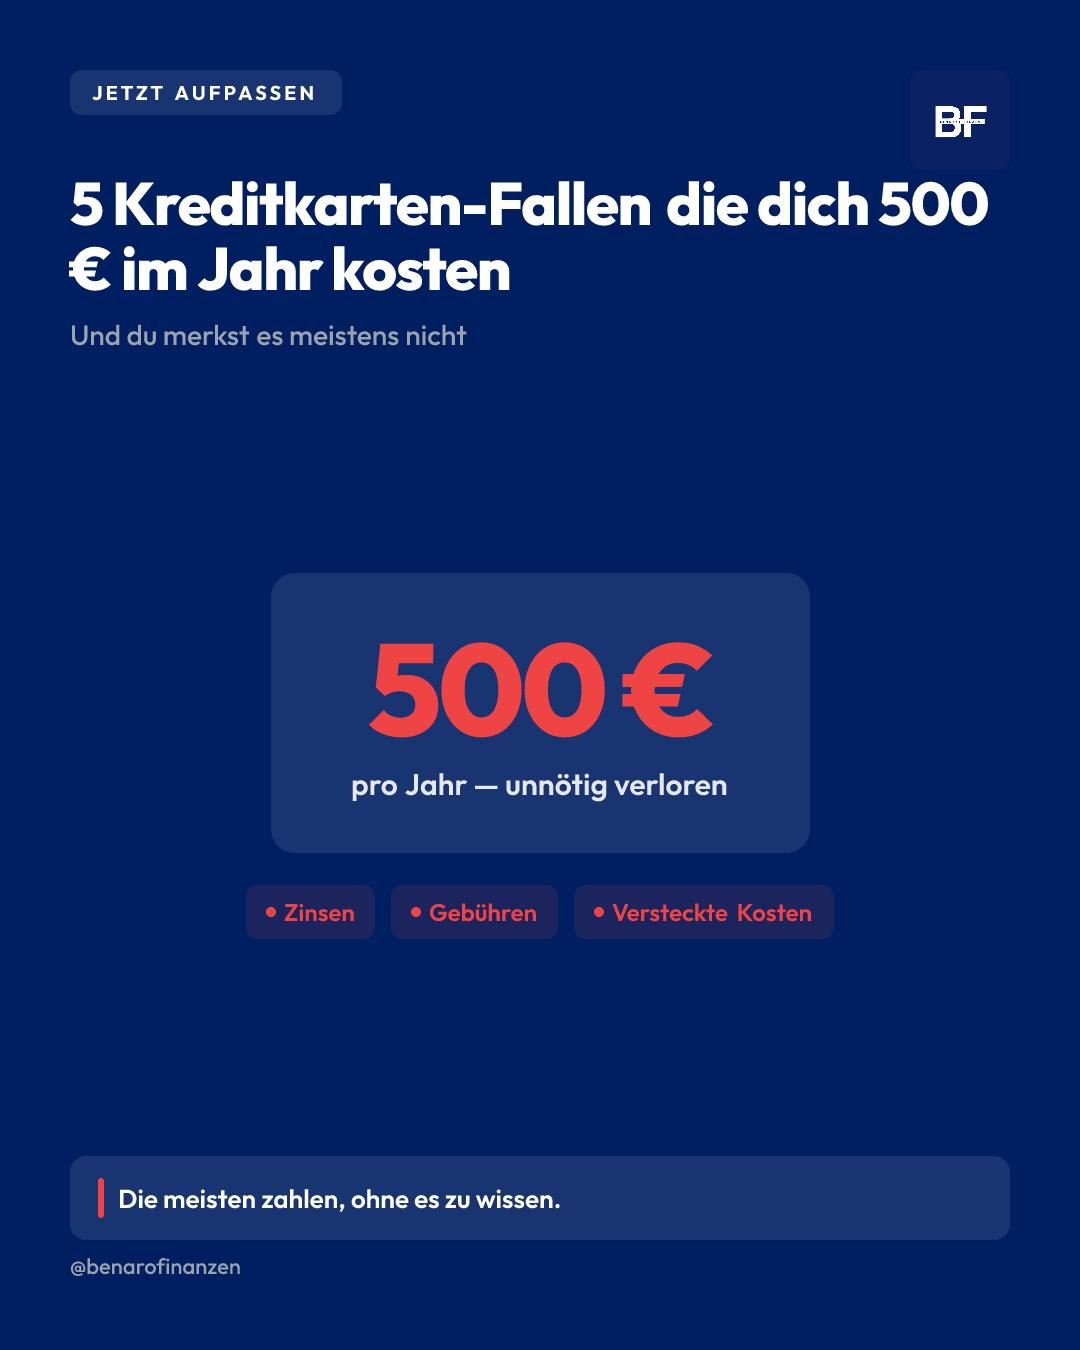 JETZT AUFPASSEN
BF
5 Kreditkarten-Fallen die dich 500
€ im Jahr kosten
Und du merkst es meistens nicht
500 €
pro Jahr — unnötig verloren
• Zinsen • Gebühren • Versteckte Kosten
Die meisten zahlen, ohne es zu wissen.
@benarofinanzen